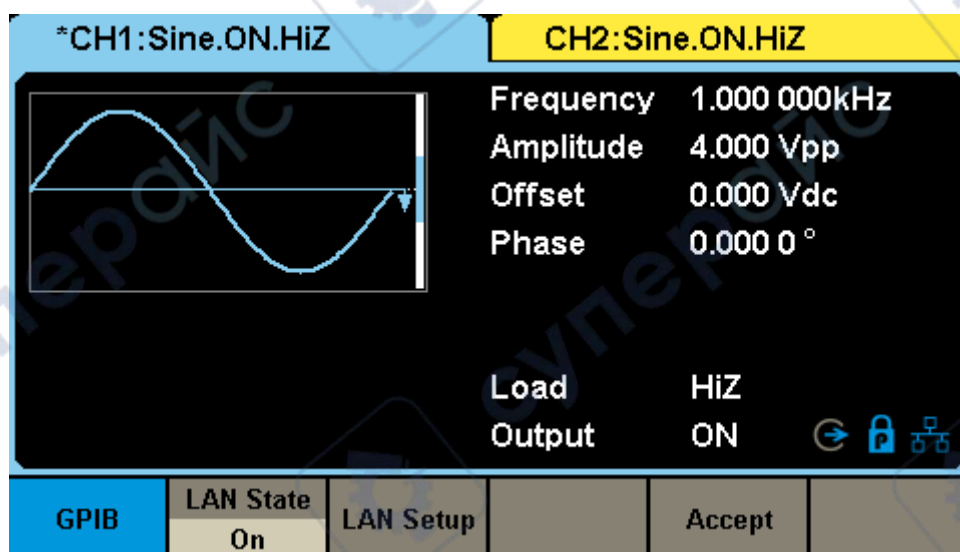 *CH1:Sine.ON.HiZ
CH2:Sine.ON.HiZ
Frequency 1.000 000kHz
Amplitude 4.000 Vpp
Offset 0.000 Vdc
Phase 0.000 0 °
Load HiZ
Output ON
GPIB
LAN State
On
LAN Setup
Accept
суперайс